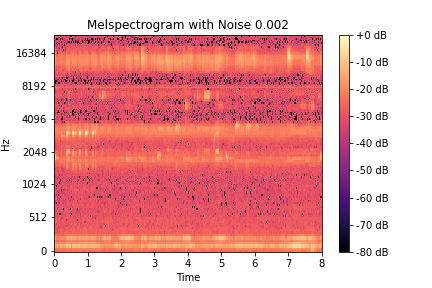 Melspectrogram with Noise 0.002
Hz
16384
8192
4096
2048
1024
512
0
0 1 2 3 4 5 6 7 8
Time
+0 dB
-10 dB
-20 dB
-30 dB
-40 dB
-50 dB
-60 dB
-70 dB
-80 dB